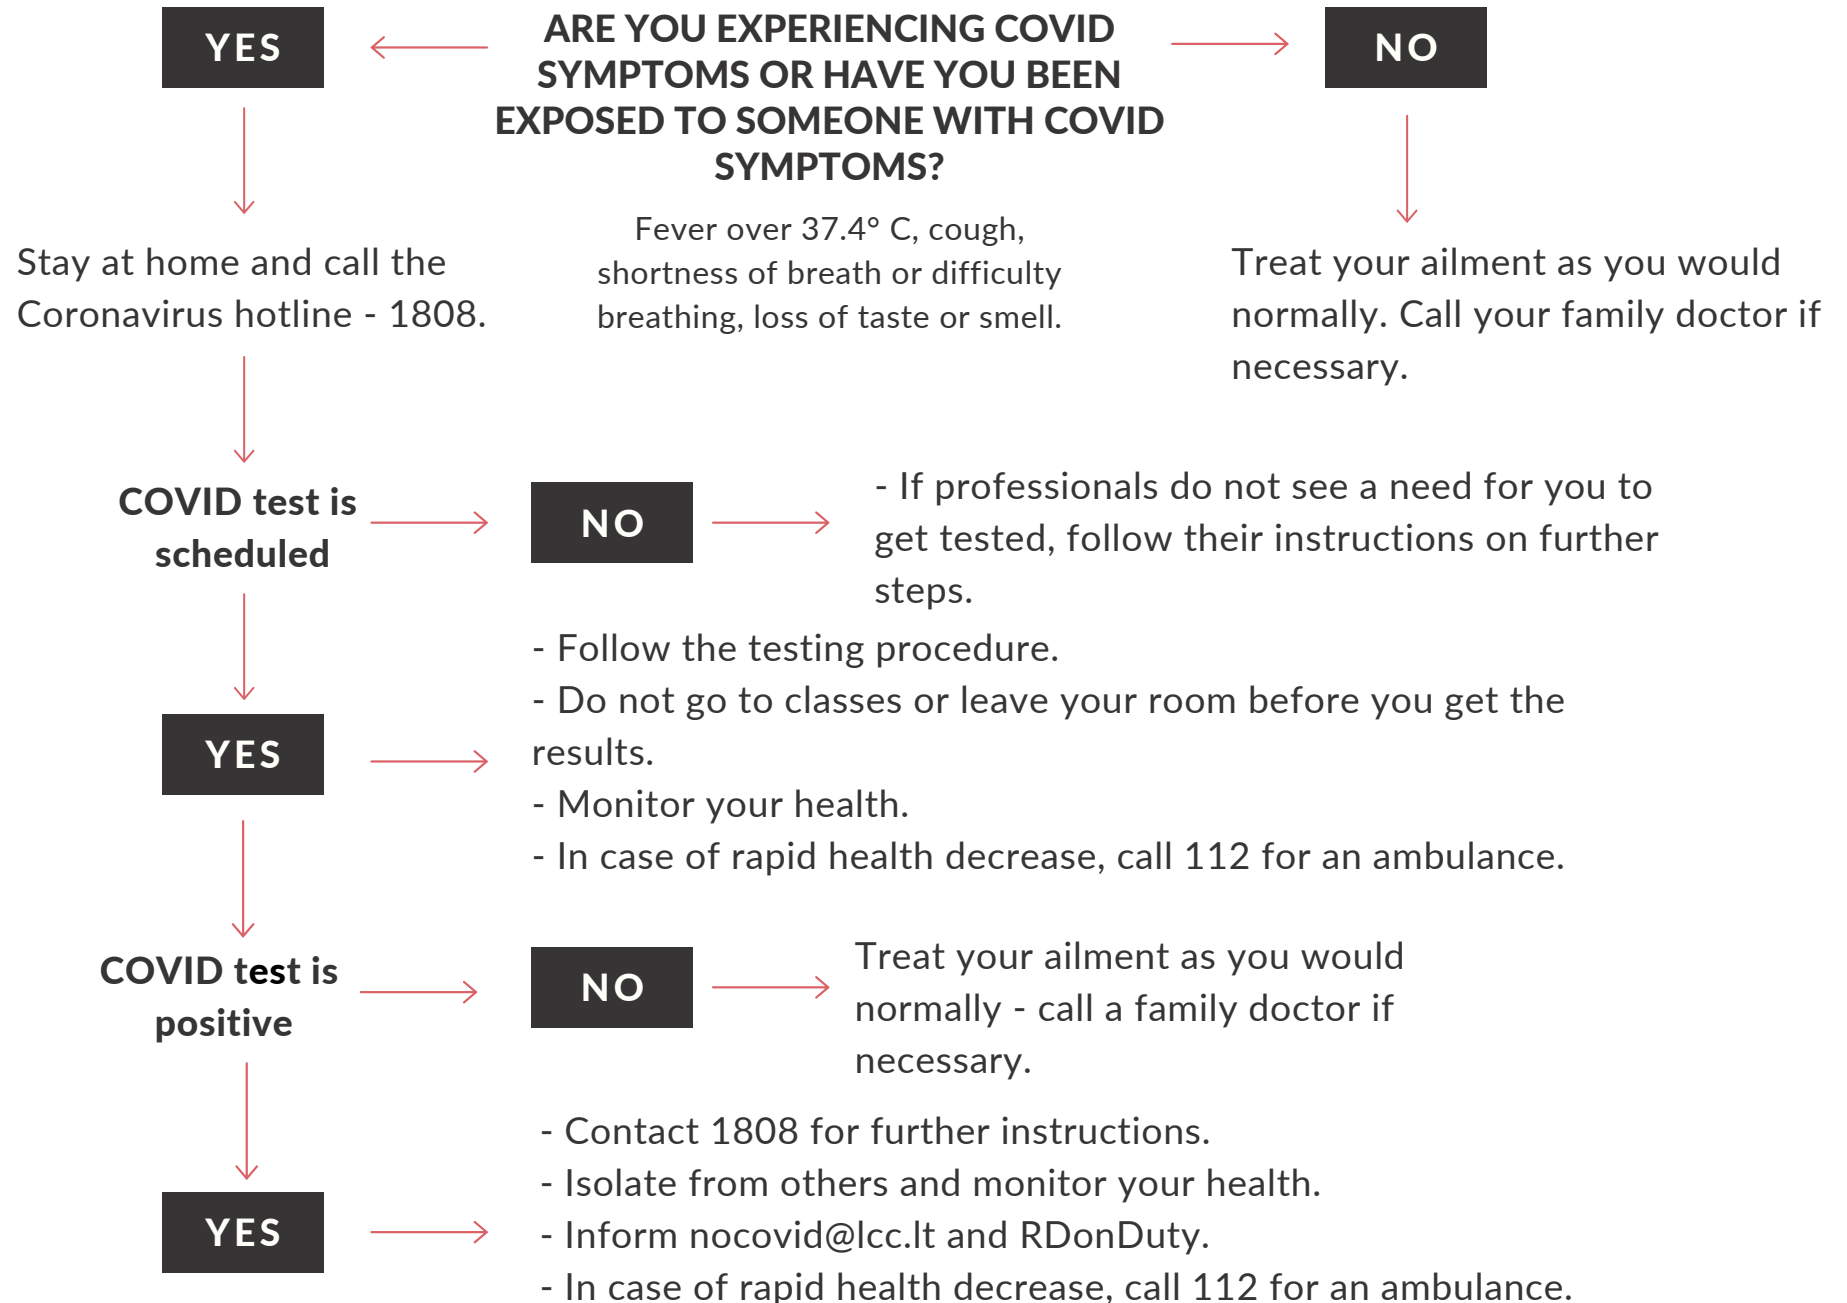 YES
ARE YOU EXPERIENCING COVID
SYMPTOMS OR HAVE YOU BEEN
EXPOSED TO SOMEONE WITH COVID
SYMPTOMS?
NO
Fever over 37.4° C, cough,
shortness of breath or difficulty
breathing, loss of taste or smell.
Stay at home and call the
Coronavirus hotline - 1808.
Treat your ailment as you would
normally. Call your family doctor if
necessary.
COVID test is
scheduled
NO
- If professionals do not see a need for you to
get tested, follow their instructions on further
steps.
YES
- Follow the testing procedure.
- Do not go to classes or leave your room before you get the
results.
- Monitor your health.
- In case of rapid health decrease, call 112 for an ambulance.
COVID test is
positive
NO
Treat your ailment as you would
normally - call a family doctor if
necessary.
YES
- Contact 1808 for further instructions.
- Isolate from others and monitor your health.
- Inform nocovid@lcc.lt and RDonDuty.
- In case of rapid health decrease, call 112 for an ambulance.